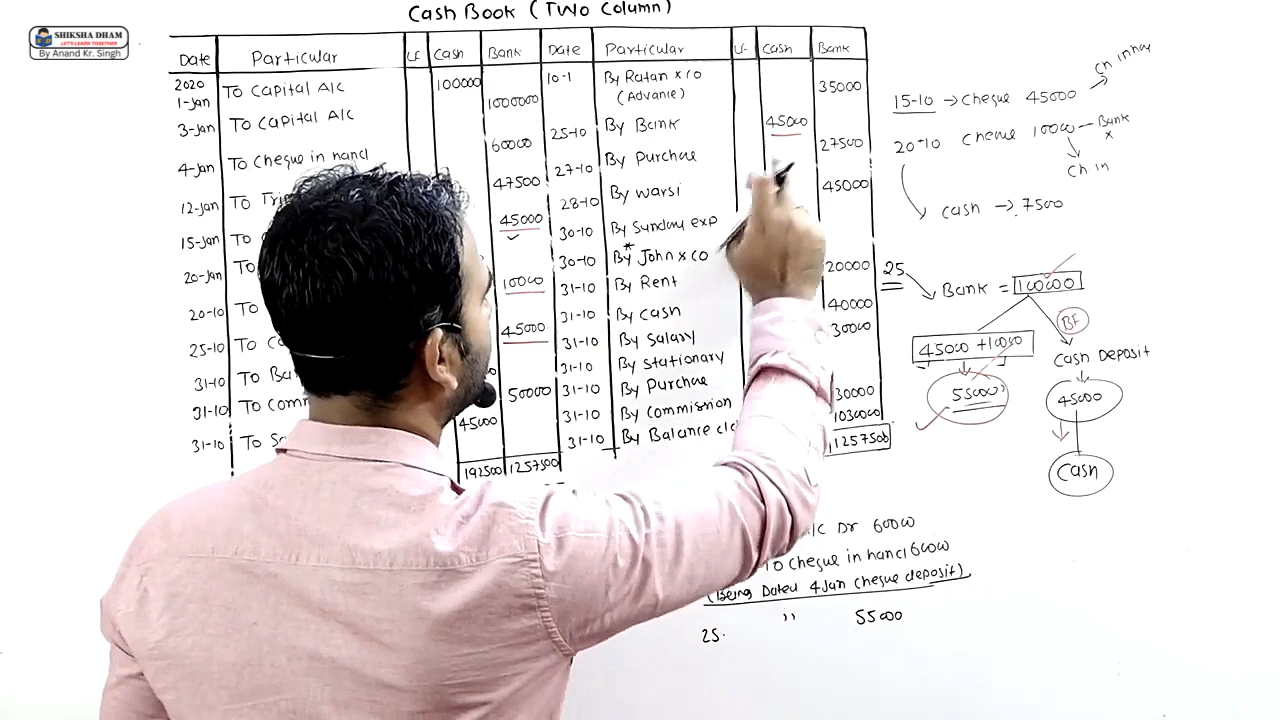 SHIKSHA DHAM
LET'S LEARN TOGETHER
By Anand Kr. Singh
Cash Book (Two Column)
Date Particular LF Cash Bank Date Particular LF Cash Bank
2020
1-Jan To Capital A/c 100000 10-1 By Ratan x co (Advance) 35000
3-Jan To Capital A/c 1000000 25-10 By Bank 45000
4-Jan To cheque in hand 60000 27-10 By Purchase 27500
12-Jan To 47500 28-10 By Warsi 45000
15-Jan To 45000 30-10 By Sunday exp
20-Jan To 10000 30-10 By John x co 20000
20-10 To 45000 31-10 By Rent 40000
25-10 To 31-10 By cash 30000
31-10 To 50000 31-10 By Salary
31-10 To Comm 45000 31-10 By Stationary
31-10 To 31-10 By Purchase 30000
31-10 By Commission 1030000
31-10 By Balance c/d 1257500
192500 1257500
15-10 → Cheque 45000
20-10 Cheque 10000 — Bank x
Ch in
Cash → 7500
25
Bank = 100000
45000 + 10000
BF
55000
Cash Deposit
45000
Cash
A/c Dr 60000
To Cheque in hand 60000
(Being Dated 4 Jan cheque deposit)
25. " 55000